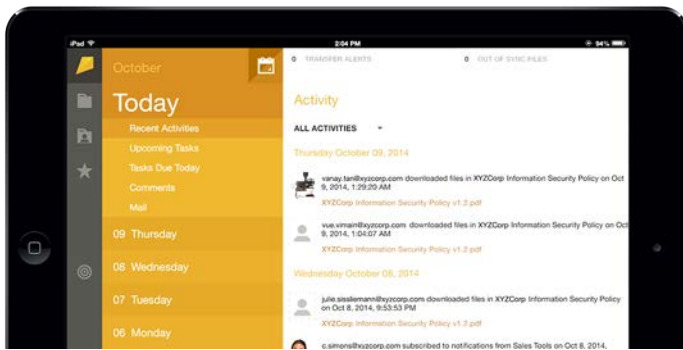 iPad
2:04 PM
94%
October
Today
Recent Activities
Upcoming Tasks
Tasks Due Today
Comments
Mail
09 Thursday
08 Wednesday
07 Tuesday
06 Monday
0 TRANSFER ALERTS
0 OUT OF SYNC FILES
Activity
ALL ACTIVITIES
Thursday October 09, 2014
vanay.tan@xyzcorp.com downloaded files in XYZCorp Information Security Policy on Oct
9, 2014, 1:29:20 AM
XYZCorp Information Security Policy v1.2.pdf
vue.vimain@xyzcorp.com downloaded files in XYZCorp Information Security Policy on Oct
9, 2014, 1:04:07 AM
XYZCorp Information Security Policy v1.2.pdf
Wednesday October 08, 2014
julie.sissliemann@xyzcorp.com downloaded files in XYZCorp Information Security Policy
on Oct 8, 2014, 9:53:53 PM
XYZCorp Information Security Policy v1.2.pdf
c.simons@xyzcorp.com subscribed to notifications from Sales Tools on Oct 8, 2014,